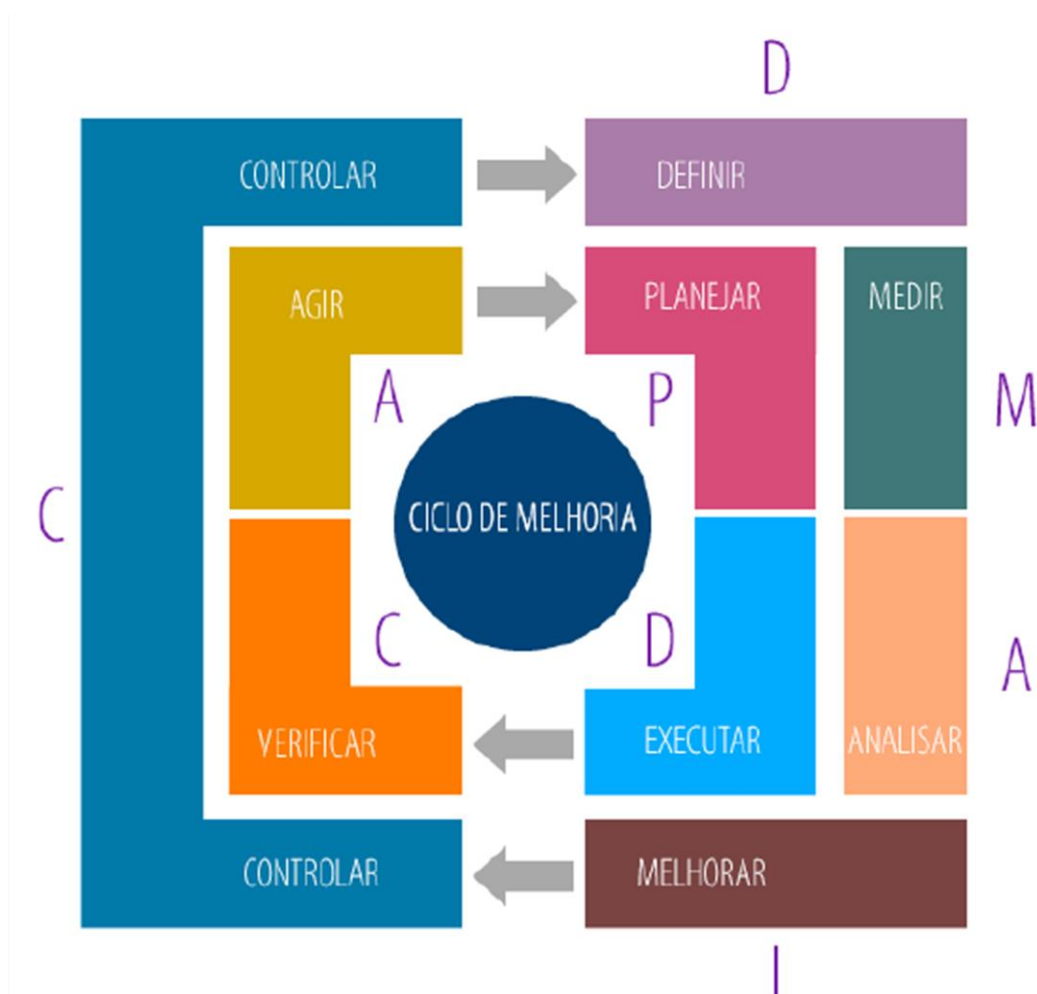 D
CONTROLAR
DEFINIR
AGIR
PLANEJAR
MEDIR
A
P
M
C
CICLO DE MELHORIA
C
D
A
VERIFICAR
EXECUTAR
ANALISAR
CONTROLAR
MELHORAR
I